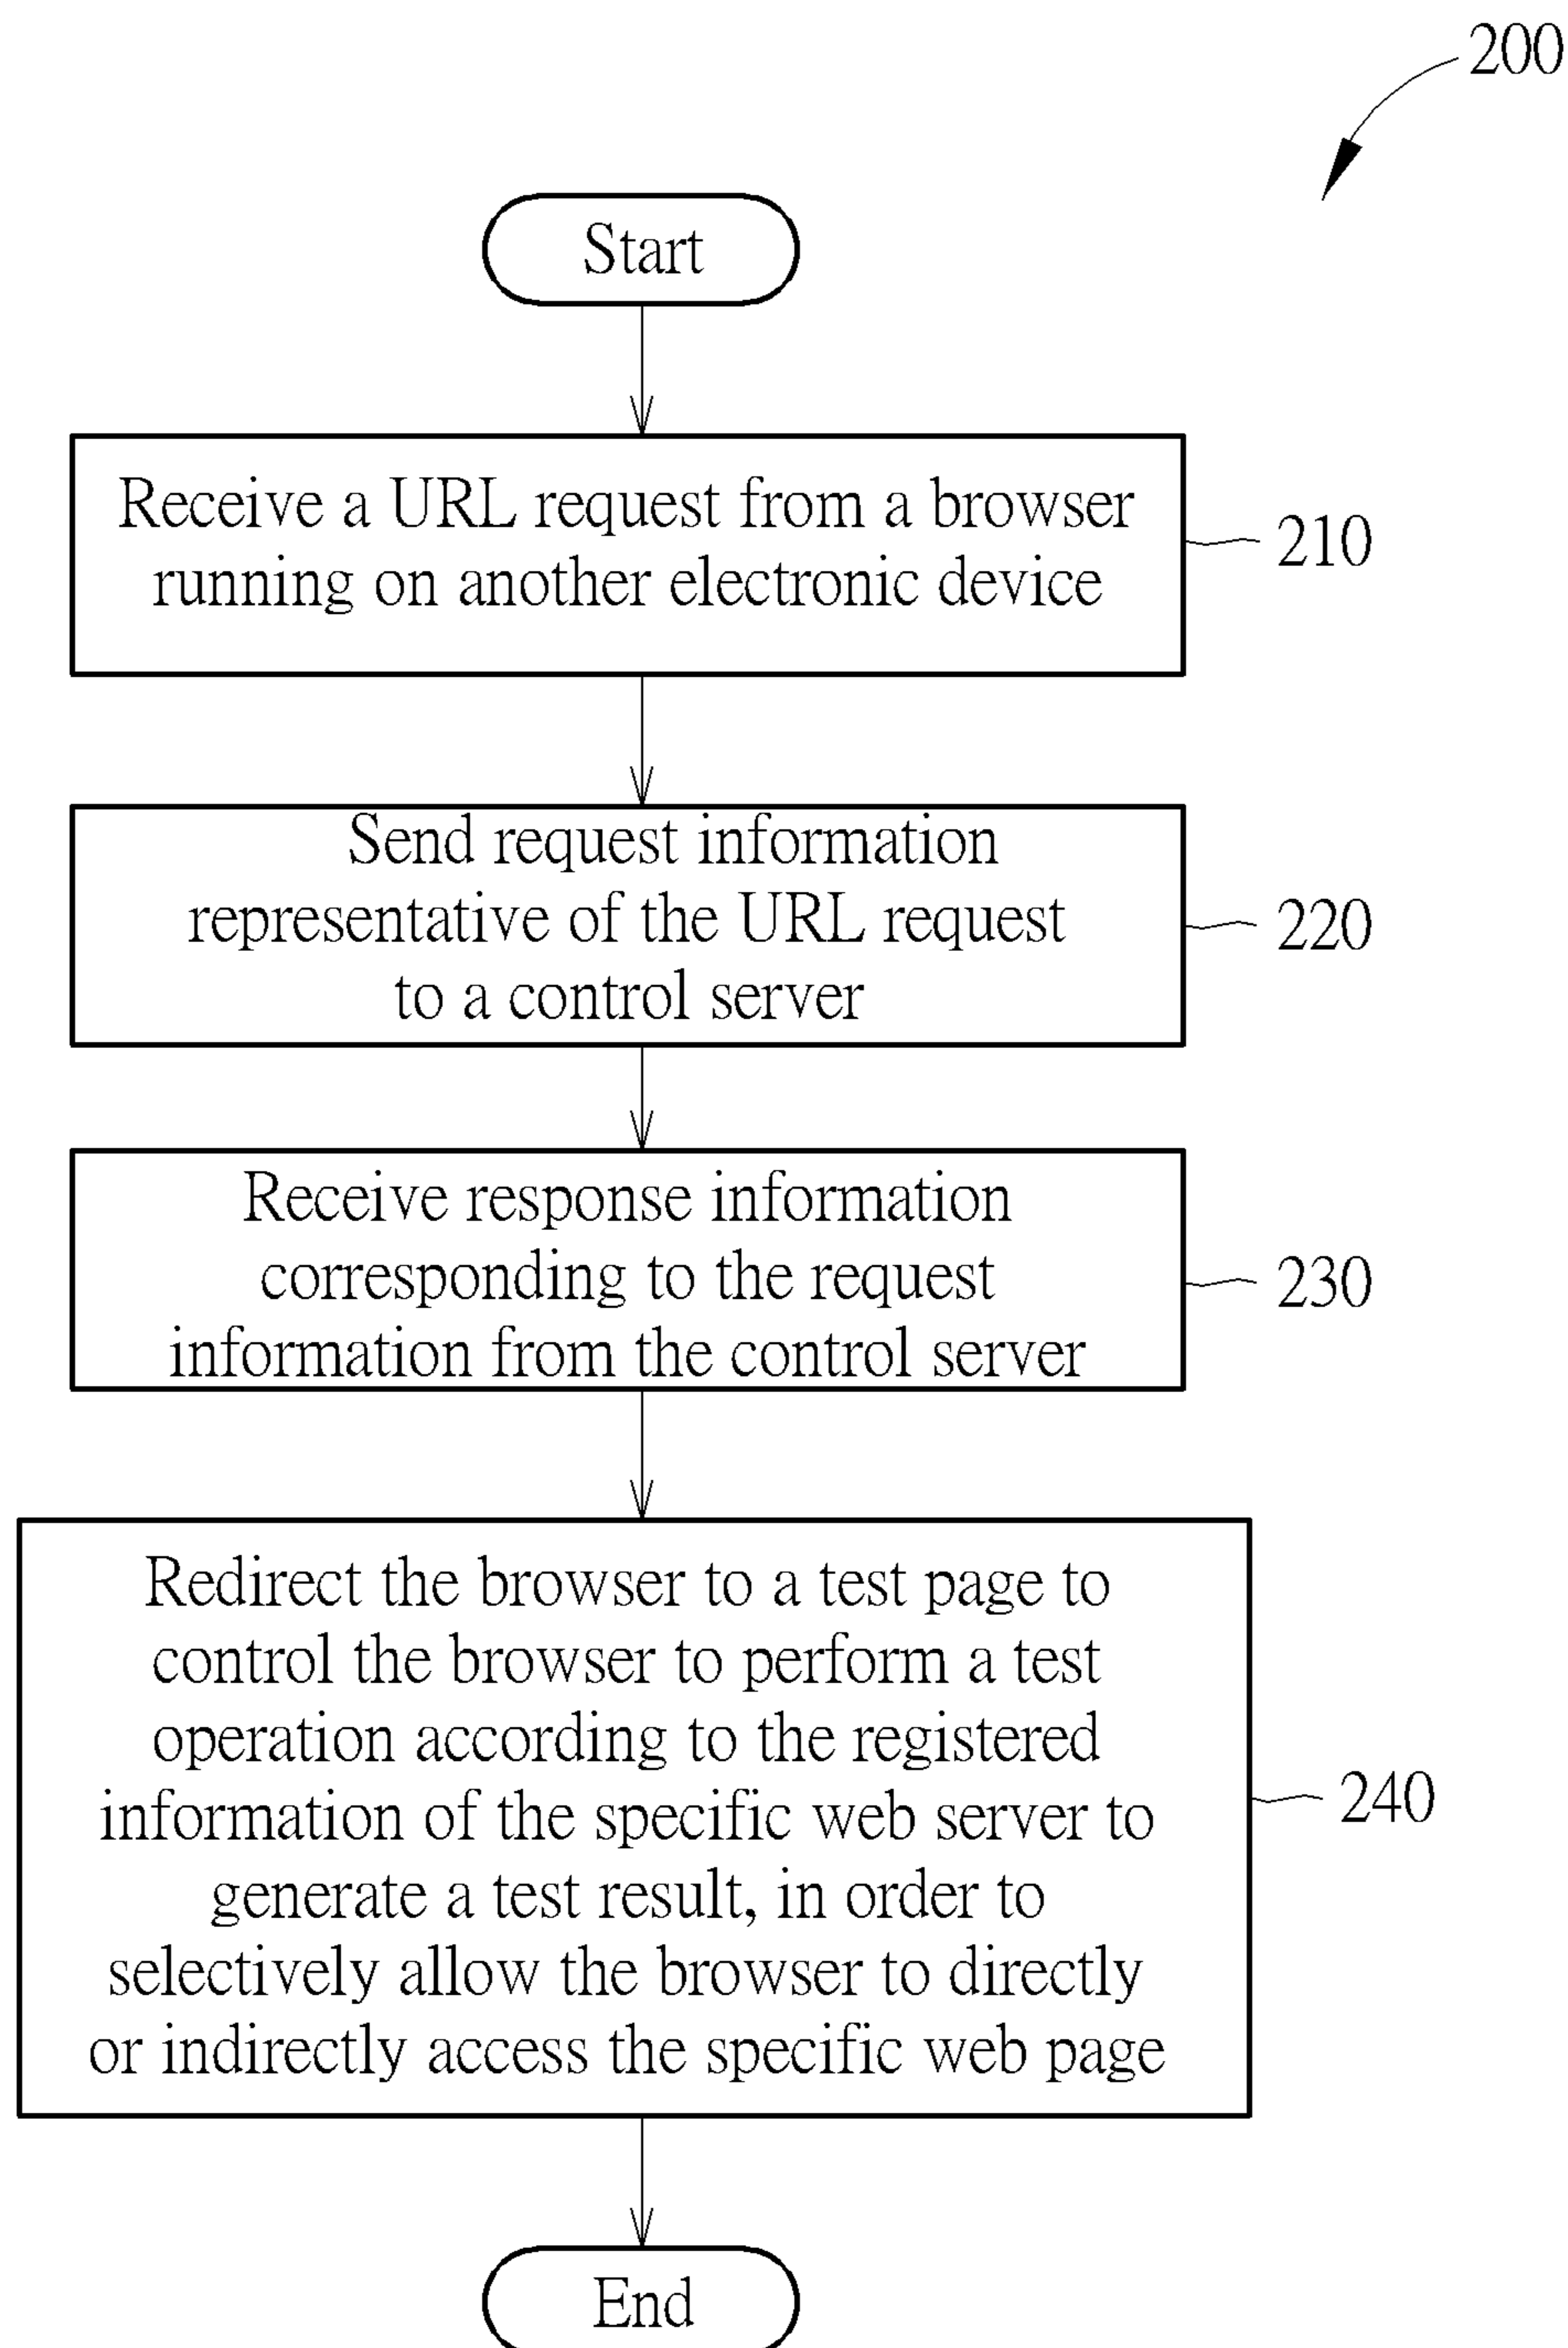 200
Start
Receive a URL request from a browser
running on another electronic device
210
Send request information
representative of the URL request
to a control server
220
Receive response information
corresponding to the request
information from the control server
230
Redirect the browser to a test page to
control the browser to perform a test
operation according to the registered
information of the specific web server to
generate a test result, in order to
selectively allow the browser to directly
or indirectly access the specific web page
240
End